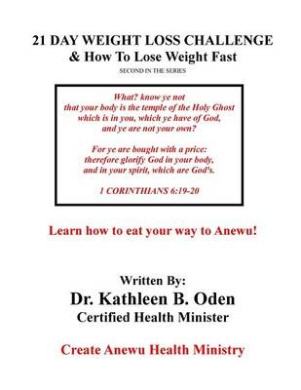 21 DAY WEIGHT LOSS CHALLENGE
& How To Lose Weight Fast
SECOND IN THE SERIES
What? know ye not
that your body is the temple of the Holy Ghost
which is in you, which ye have of God,
and ye are not your own?
For ye are bought with a price:
therefore glorify God in your body,
and in your spirit, which are God's.
1 CORINTHIANS 6:19-20
Learn how to eat your way to Anewu!
Written By:
Dr. Kathleen B. Oden
Certified Health Minister
Create Anewu Health Ministry